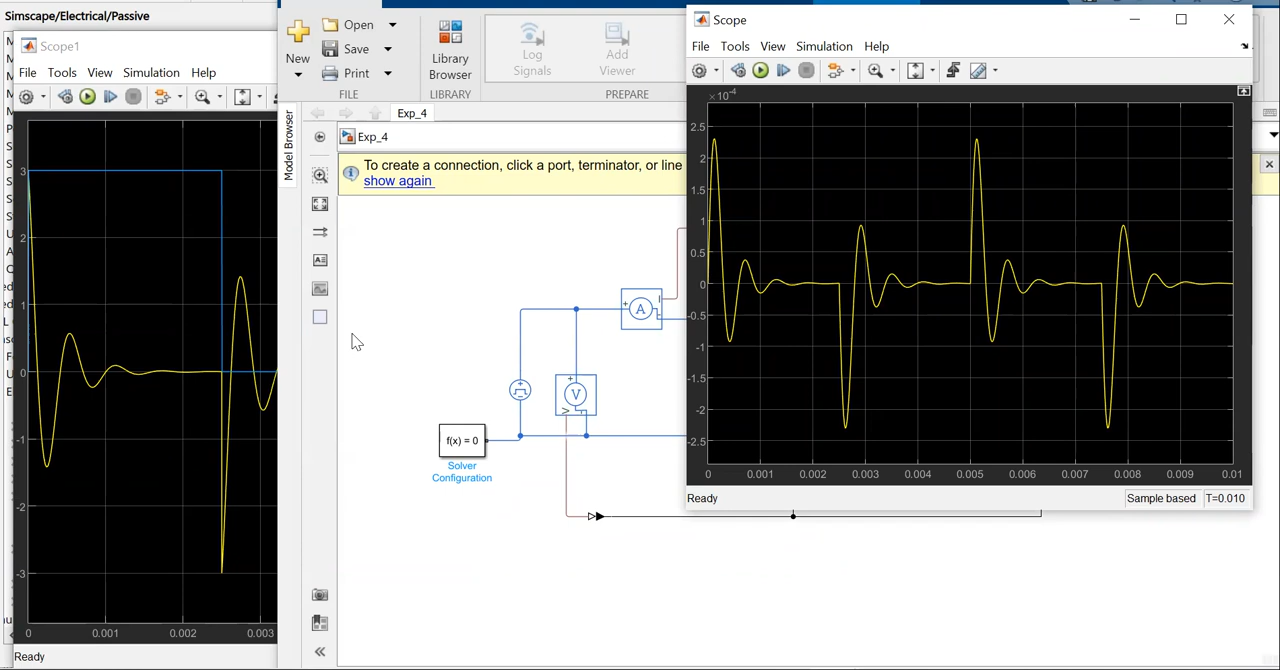 Simscape/Electrical/Passive
Scope1
File Tools View Simulation Help
3
2
1
0
-1
-2
-3
0 0.001 0.002 0.003
Ready
New
Open
Save
Print
FILE
Library
Browser
LIBRARY
Log
Signals
Add
Viewer
PREPARE
Model Browser
Exp_4
Exp_4
To create a connection, click a port, terminator, or line
show again
A
V
f(x) = 0
Solver
Configuration
Scope
File Tools View Simulation Help
×10-4
2.5
2
1.5
1
0.5
0
-0.5
-1
-1.5
-2
-2.5
0 0.001 0.002 0.003 0.004 0.005 0.006 0.007 0.008 0.009 0.01
Ready
Sample based T=0.010